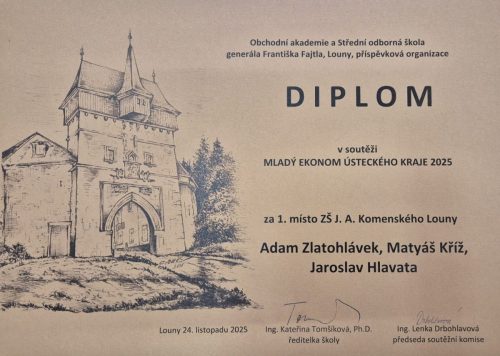 Obchodní akademie a Střední odborná škola
generála Františka Fajtla, Louny, příspěvková organizace
DIPLOM
v soutěži
MLADÝ EKONOM ÚSTECKÉHO KRAJE 2025
za 1. místo ZŠ J. A. Komenského Louny
Adam Zlatohlávek, Matyáš Kříž,
Jaroslav Hlavata
Louny 24. listopadu 2025
Ing. Kateřina Tomšíková, Ph.D.
ředitelka školy
Ing. Lenka Drbohlavová
předseda soutěžní komise